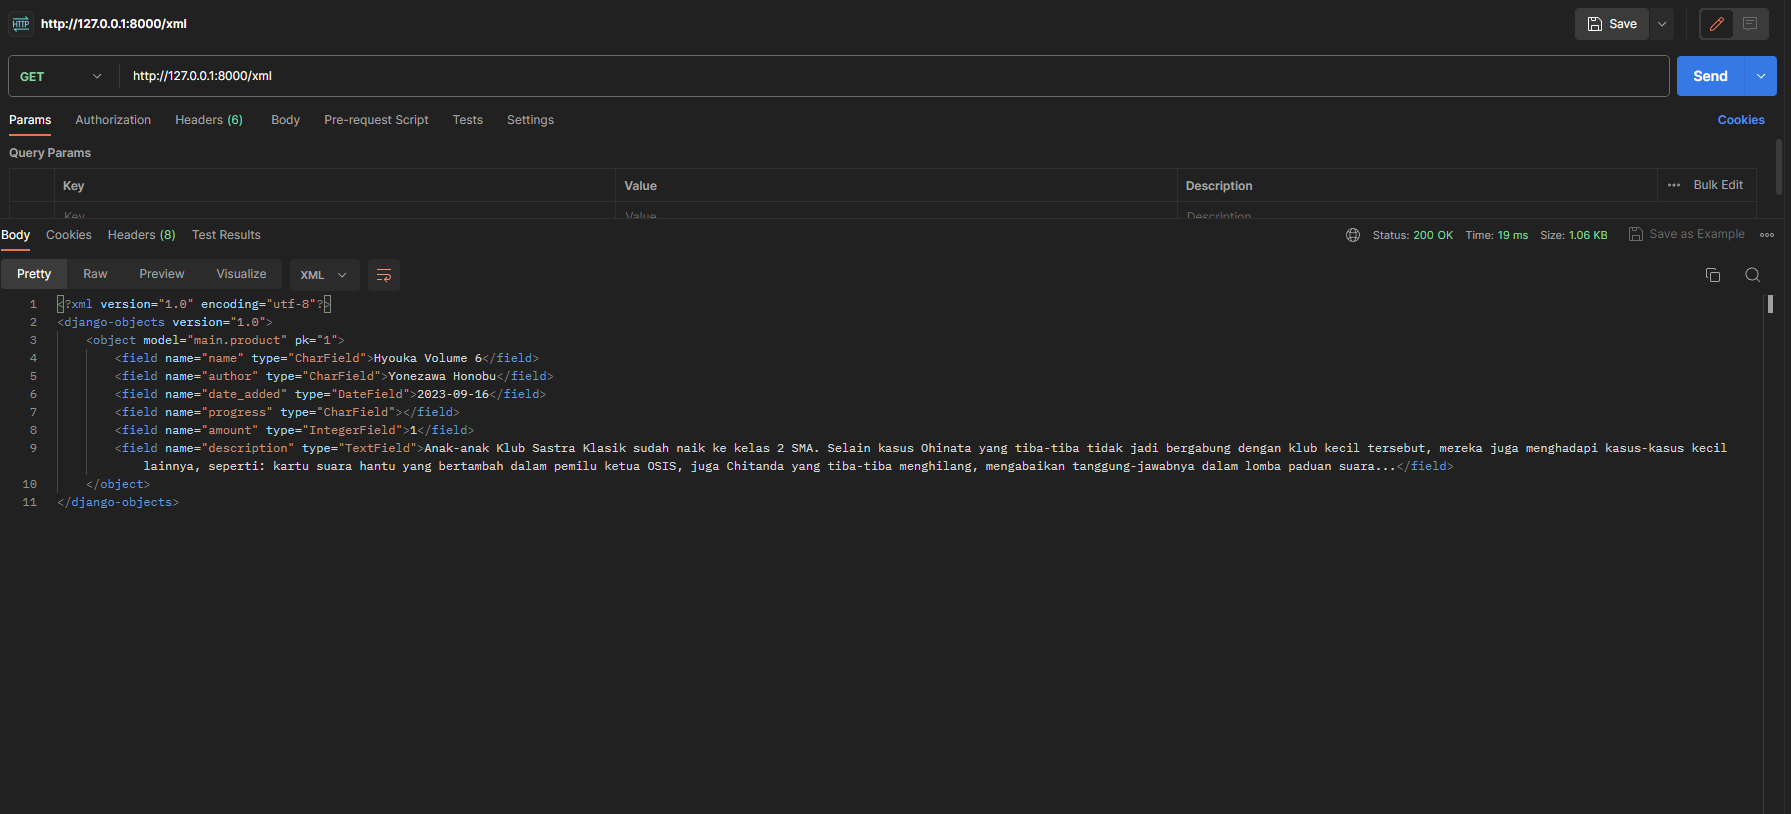 HTTP http://127.0.0.1:8000/xml Save
GET http://127.0.0.1:8000/xml Send
Params Authorization Headers (6) Body Pre-request Script Tests Settings Cookies
Query Params
Key Value Description Bulk Edit
Key Value Description
Body Cookies Headers (8) Test Results Status: 200 OK Time: 19 ms Size: 1.06 KB Save as Example
Pretty Raw Preview Visualize XML
1 <?xml version="1.0" encoding="utf-8"?>
2 <django-objects version="1.0">
3 <object model="main.product" pk="1">
4 <field name="name" type="CharField">Hyouka Volume 6</field>
5 <field name="author" type="CharField">Yonezawa Honobu</field>
6 <field name="date_added" type="DateField">2023-09-16</field>
7 <field name="progress" type="CharField"></field>
8 <field name="amount" type="IntegerField">1</field>
9 <field name="description" type="TextField">Anak-anak Klub Sastra Klasik sudah naik ke kelas 2 SMA. Selain kasus Ohinata yang tiba-tiba tidak jadi bergabung dengan klub kecil tersebut, mereka juga menghadapi kasus-kasus kecil
lainnya, seperti: kartu suara hantu yang bertambah dalam pemilu ketua OSIS, juga Chitanda yang tiba-tiba menghilang, mengabaikan tanggung-jawabnya dalam lomba paduan suara...</field>
10 </object>
11 </django-objects>